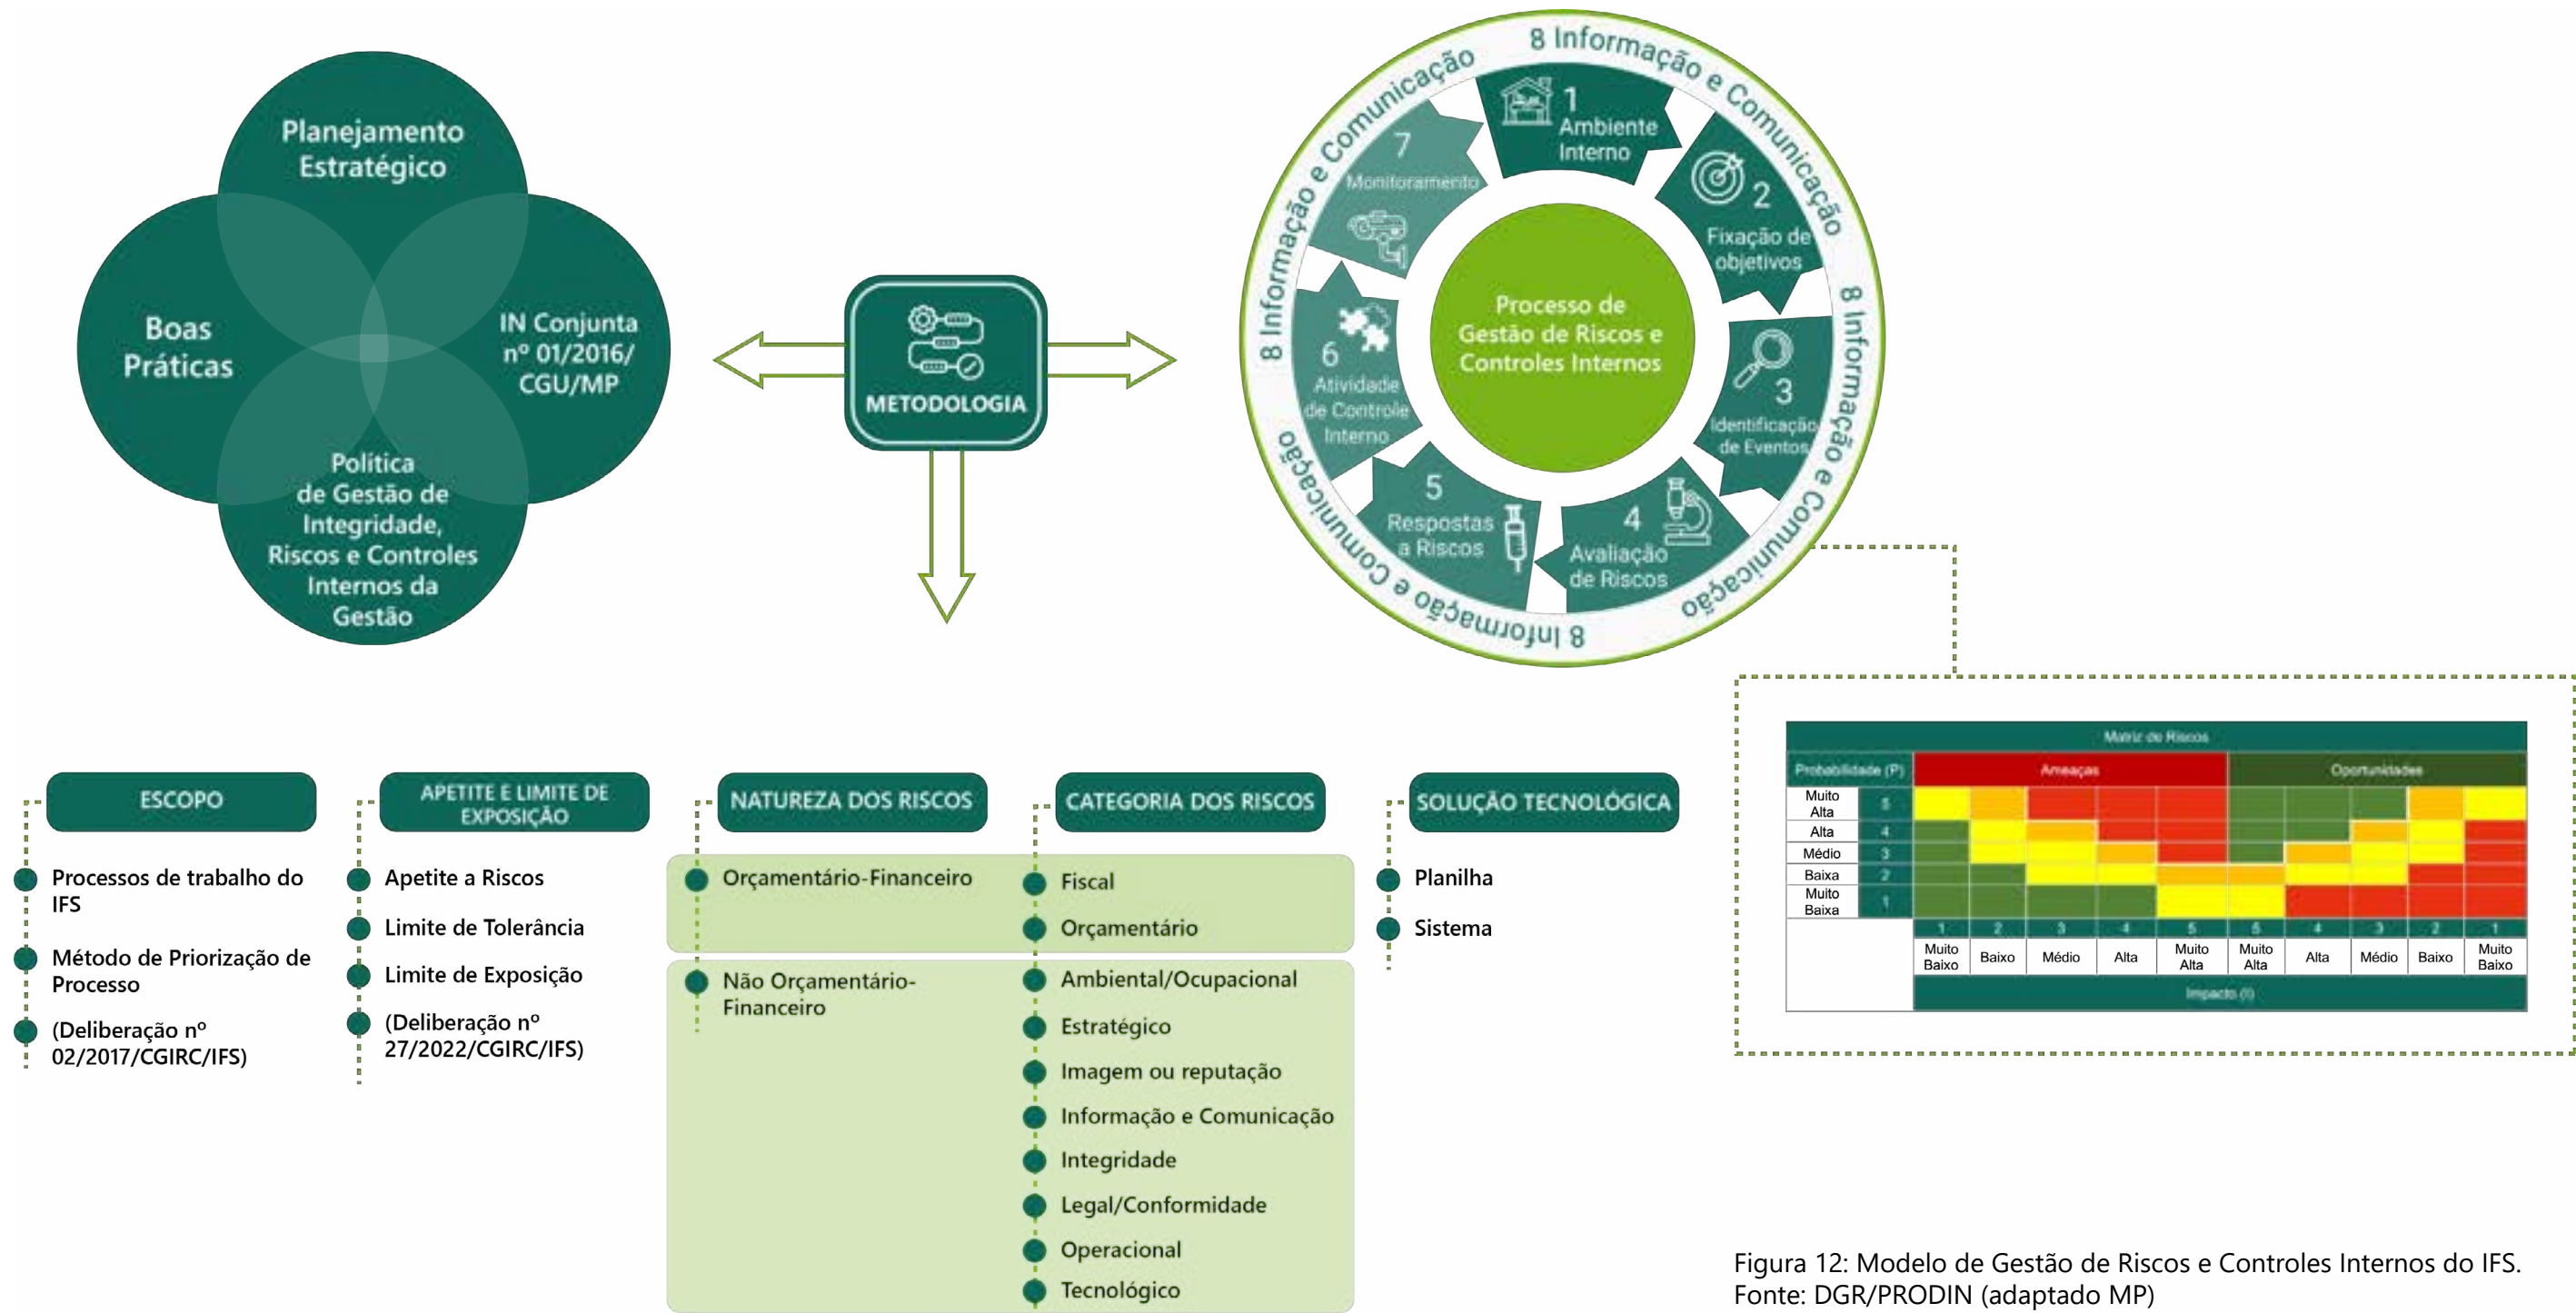 Planejamento
Estratégico
Boas
Práticas
IN Conjunta
nº 01/2016/
CGU/MP
Política
de Gestão de
Integridade,
Riscos e Controles
Internos da
Gestão
METODOLOGIA
8 Informação e Comunicação
8 Informação e Comunicação
8 Informação e Comunicação
8 Informação e Comunicação
1
Ambiente
Interno
2
Fixação de
objetivos
3
Identificação
de Eventos
4
Avaliação
de Riscos
5
Respostas
a Riscos
6
Atividade
de Controle
Interno
7
Monitoramento
Processo de
Gestão de Riscos e
Controles Internos
ESCOPO
Processos de trabalho do
IFS
Método de Priorização de
Processo
(Deliberação nº
02/2017/CGIRC/IFS)
APETITE E LIMITE DE
EXPOSIÇÃO
Apetite a Riscos
Limite de Tolerância
Limite de Exposição
(Deliberação nº
27/2022/CGIRC/IFS)
NATUREZA DOS RISCOS
Orçamentário-Financeiro
Não Orçamentário-
Financeiro
CATEGORIA DOS RISCOS
Fiscal
Orçamentário
Ambiental/Ocupacional
Estratégico
Imagem ou reputação
Informação e Comunicação
Integridade
Legal/Conformidade
Operacional
Tecnológico
SOLUÇÃO TECNOLÓGICA
Planilha
Sistema
Matriz de Riscos
Probabilidade (P) Ameaças Oportunidades
Muito
Alta 5
Alta 4
Médio 3
Baixa 2
Muito
Baixa 1
1 2 3 4 5 5 4 3 2 1
Muito Baixo Baixo Médio Alta Muito Alta Muito Alta Alta Médio Baixo Muito Baixo
Impacto (I)
Figura 12: Modelo de Gestão de Riscos e Controles Internos do IFS.
Fonte: DGR/PRODIN (adaptado MP)